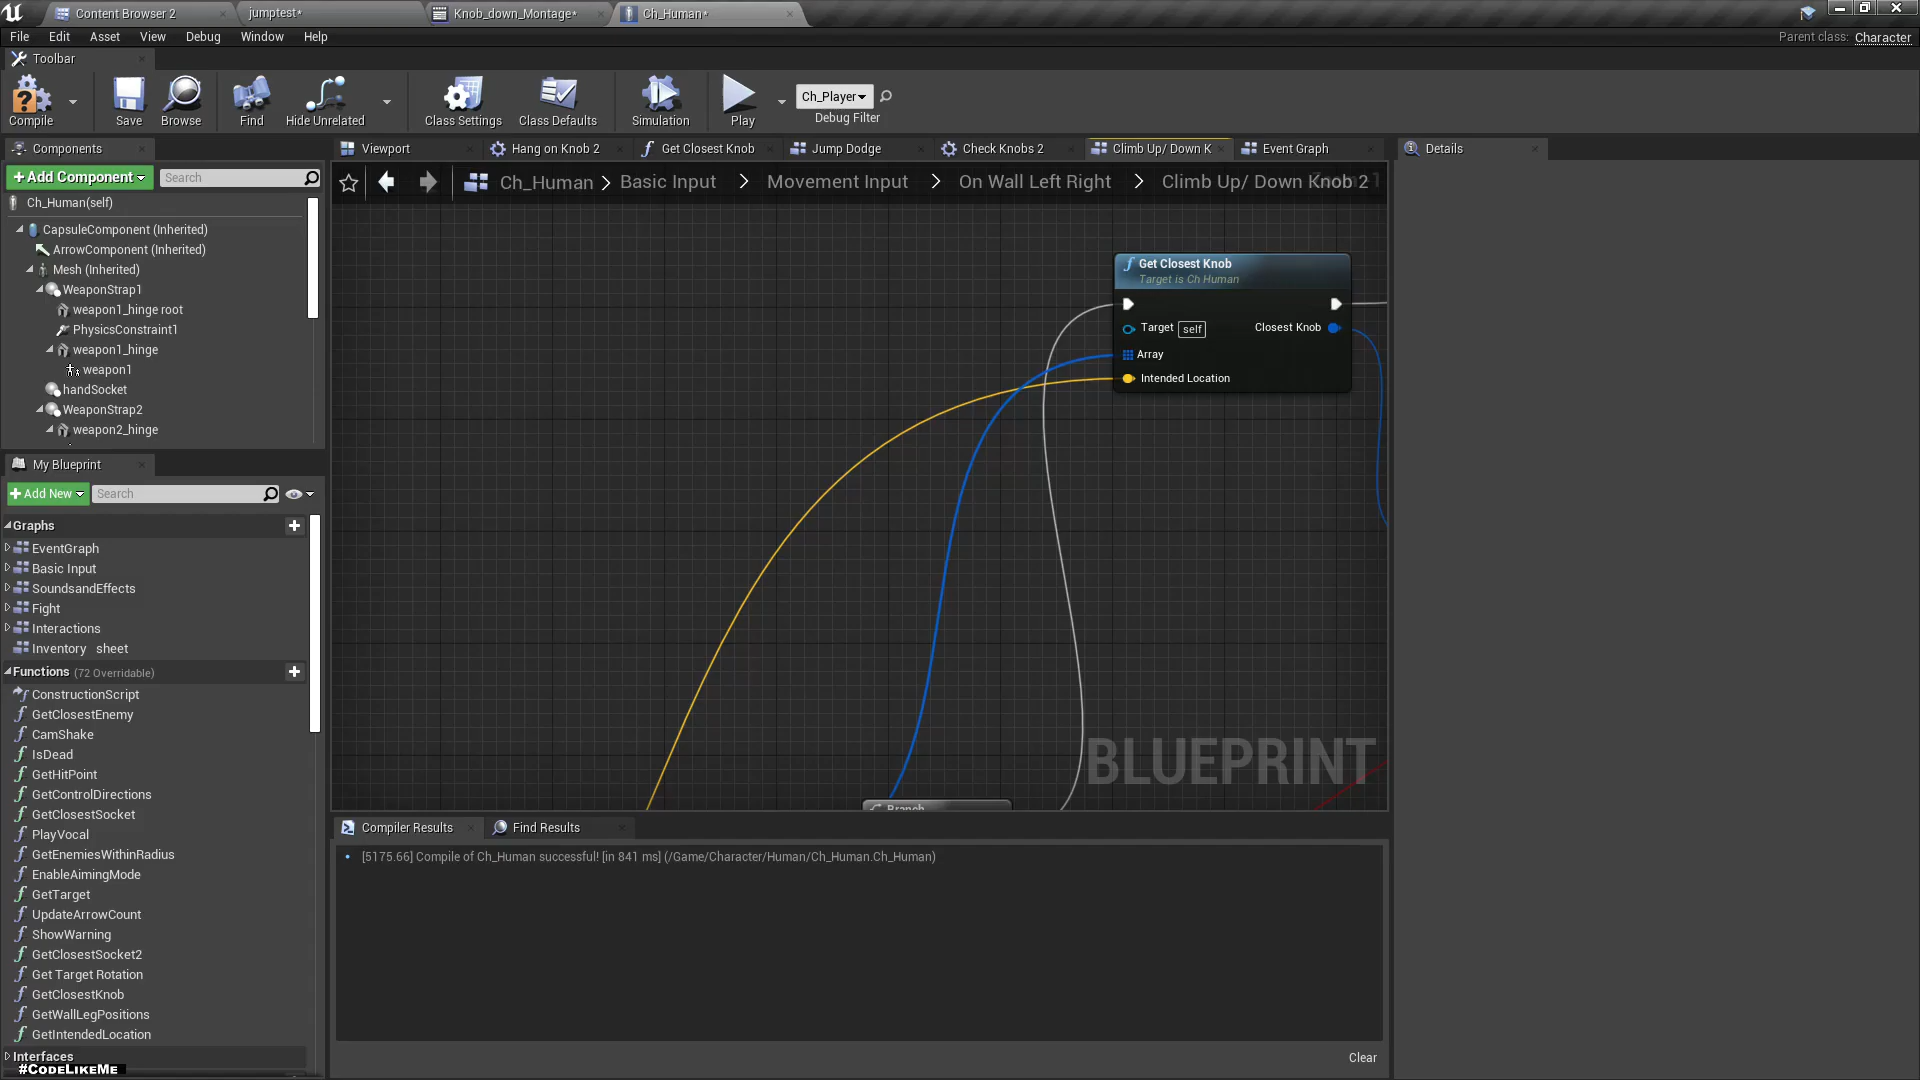 Content Browser 2
jumptest*
Knob_down_Montage*
Ch_Human*
File
Edit
Asset
View
Debug
Window
Help
Parent class: Character
Toolbar
Compile
Save
Browse
Find
Hide Unrelated
Class Settings
Class Defaults
Simulation
Play
Ch_Player
Debug Filter
Components
Viewport
Hang on Knob 2
Get Closest Knob
Jump Dodge
Check Knobs 2
Climb Up/ Down K
Event Graph
Details
+Add Component
Search
Ch_Human
Basic Input
Movement Input
On Wall Left Right
Climb Up/ Down Knob 2
Ch_Human(self)
CapsuleComponent (Inherited)
ArrowComponent (Inherited)
Mesh (Inherited)
WeaponStrap1
weapon1_hinge root
PhysicsConstraint1
weapon1_hinge
weapon1
handSocket
WeaponStrap2
weapon2_hinge
Get Closest Knob
Target is Ch Human
Target self
Closest Knob
Array
Intended Location
Branch
BLUEPRINT
My Blueprint
+Add New
Search
Graphs
EventGraph
Basic Input
SoundsandEffects
Fight
Interactions
Inventory sheet
Functions (72 Overridable)
ConstructionScript
GetClosestEnemy
CamShake
IsDead
GetHitPoint
GetControlDirections
GetClosestSocket
PlayVocal
GetEnemiesWithinRadius
EnableAimingMode
GetTarget
UpdateArrowCount
ShowWarning
GetClosestSocket2
Get Target Rotation
GetClosestKnob
GetWallLegPositions
GetIntendedLocation
Interfaces
#CodeLikeMe
Compiler Results
Find Results
[5175.66] Compile of Ch_Human successful! [in 841 ms] (/Game/Character/Human/Ch_Human.Ch_Human)
Clear